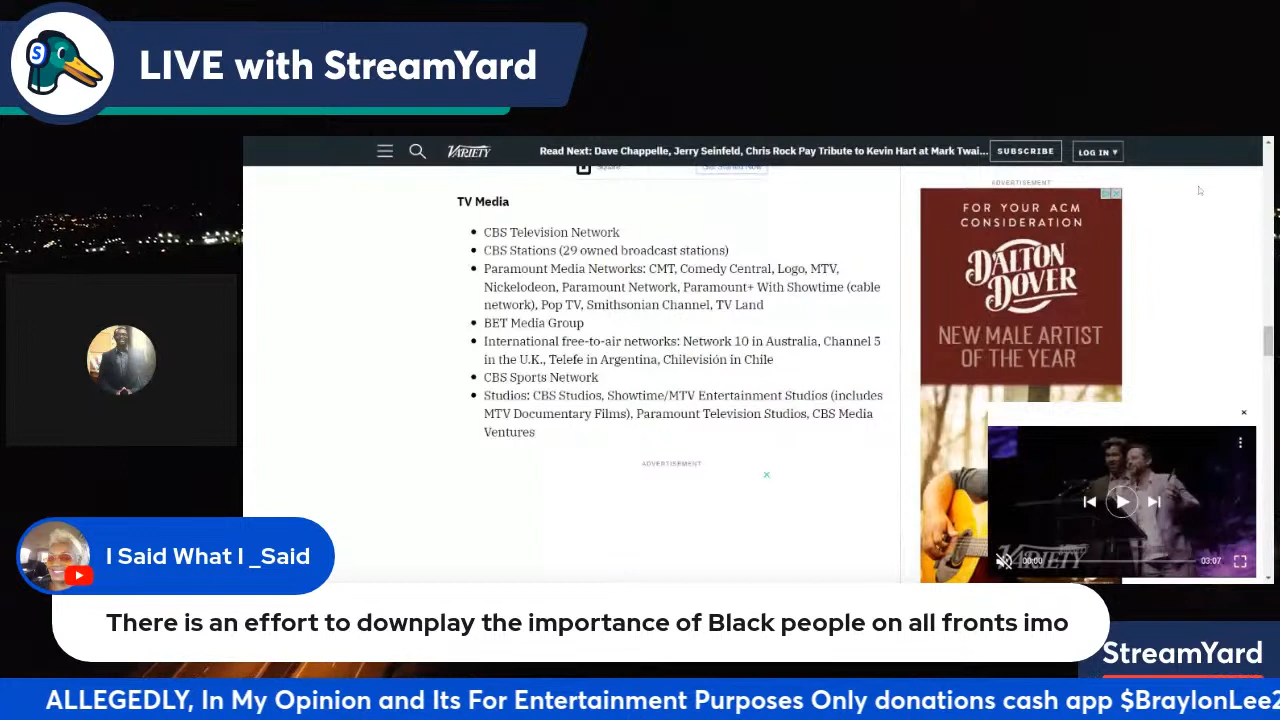 S
LIVE with StreamYard
VARIETY
Read Next: Dave Chappelle, Jerry Seinfeld, Chris Rock Pay Tribute to Kevin Hart at Mark Twai...
SUBSCRIBE
LOG IN ▾
TV Media
CBS Television Network
CBS Stations (29 owned broadcast stations)
Paramount Media Networks: CMT, Comedy Central, Logo, MTV,
Nickelodeon, Paramount Network, Paramount+ With Showtime (cable
network), Pop TV, Smithsonian Channel, TV Land
BET Media Group
International free-to-air networks: Network 10 in Australia, Channel 5
in the U.K., Telefe in Argentina, Chilevisión in Chile
CBS Sports Network
Studios: CBS Studios, Showtime/MTV Entertainment Studios (includes
MTV Documentary Films), Paramount Television Studios, CBS Media
Ventures
ADVERTISEMENT
ADVERTISEMENT
FOR YOUR ACM
CONSIDERATION
DALTON
DOVER
NEW MALE ARTIST
OF THE YEAR
VARIETY
00:00
03:07
I Said What I _Said
There is an effort to downplay the importance of Black people on all fronts imo
StreamYard
ALLEGEDLY, In My Opinion and Its For Entertainment Purposes Only donations cash app $BraylonLee2